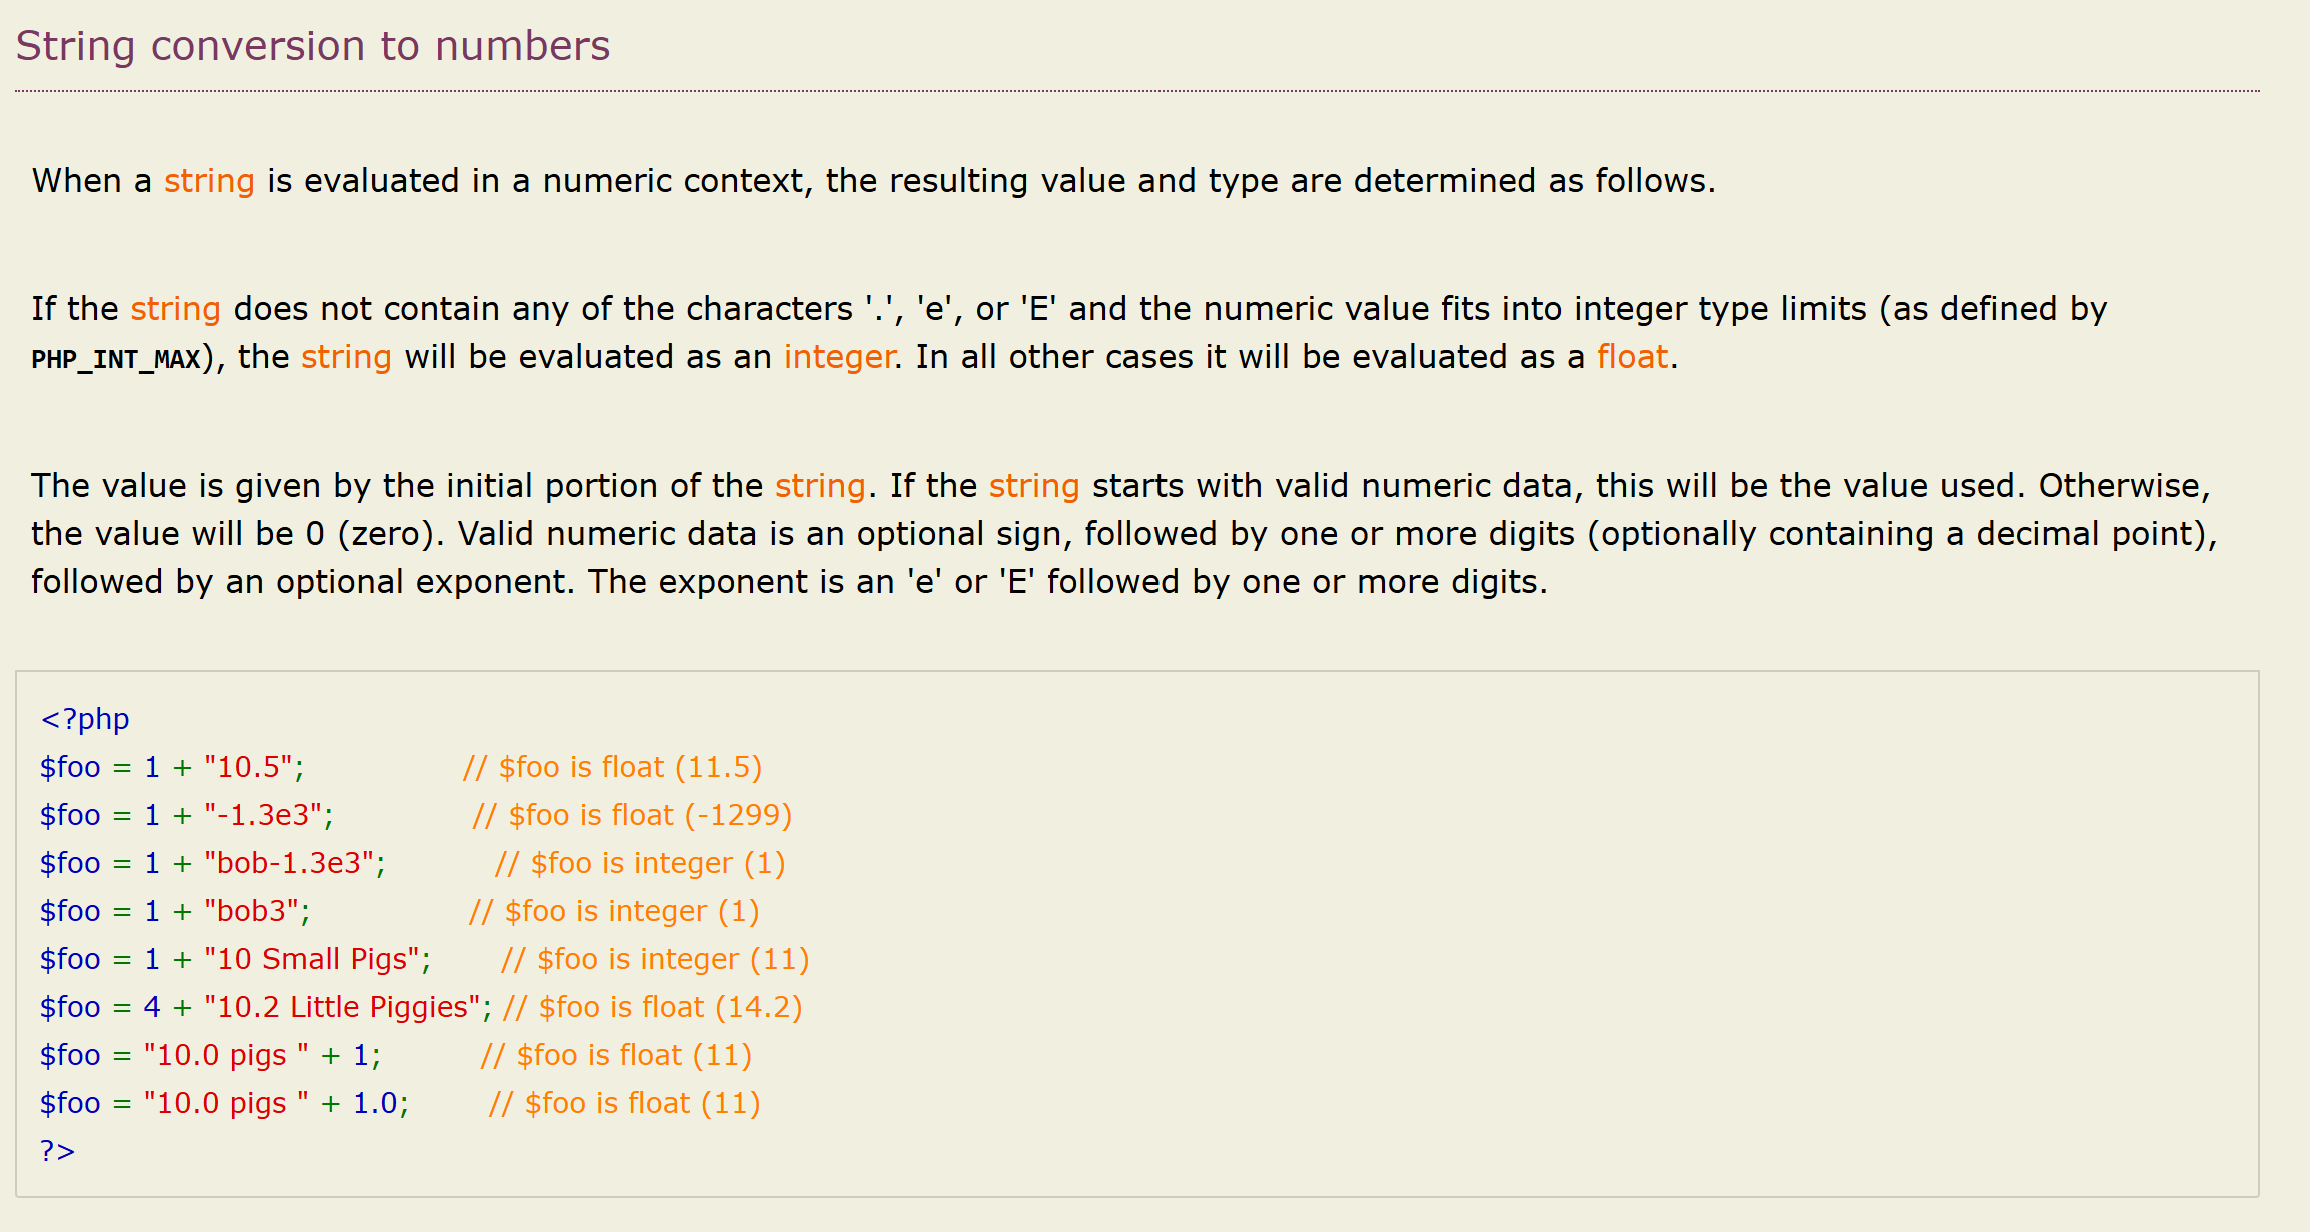 String conversion to numbers
When a string is evaluated in a numeric context, the resulting value and type are determined as follows.
If the string does not contain any of the characters '.', 'e', or 'E' and the numeric value fits into integer type limits (as defined by
PHP_INT_MAX), the string will be evaluated as an integer. In all other cases it will be evaluated as a float.
The value is given by the initial portion of the string. If the string starts with valid numeric data, this will be the value used. Otherwise,
the value will be 0 (zero). Valid numeric data is an optional sign, followed by one or more digits (optionally containing a decimal point),
followed by an optional exponent. The exponent is an 'e' or 'E' followed by one or more digits.
<?php
$foo = 1 + "10.5";                // $foo is float (11.5)
$foo = 1 + "-1.3e3";              // $foo is float (-1299)
$foo = 1 + "bob-1.3e3";           // $foo is integer (1)
$foo = 1 + "bob3";                // $foo is integer (1)
$foo = 1 + "10 Small Pigs";       // $foo is integer (11)
$foo = 4 + "10.2 Little Piggies"; // $foo is float (14.2)
$foo = "10.0 pigs " + 1;          // $foo is float (11)
$foo = "10.0 pigs " + 1.0;        // $foo is float (11)
?>